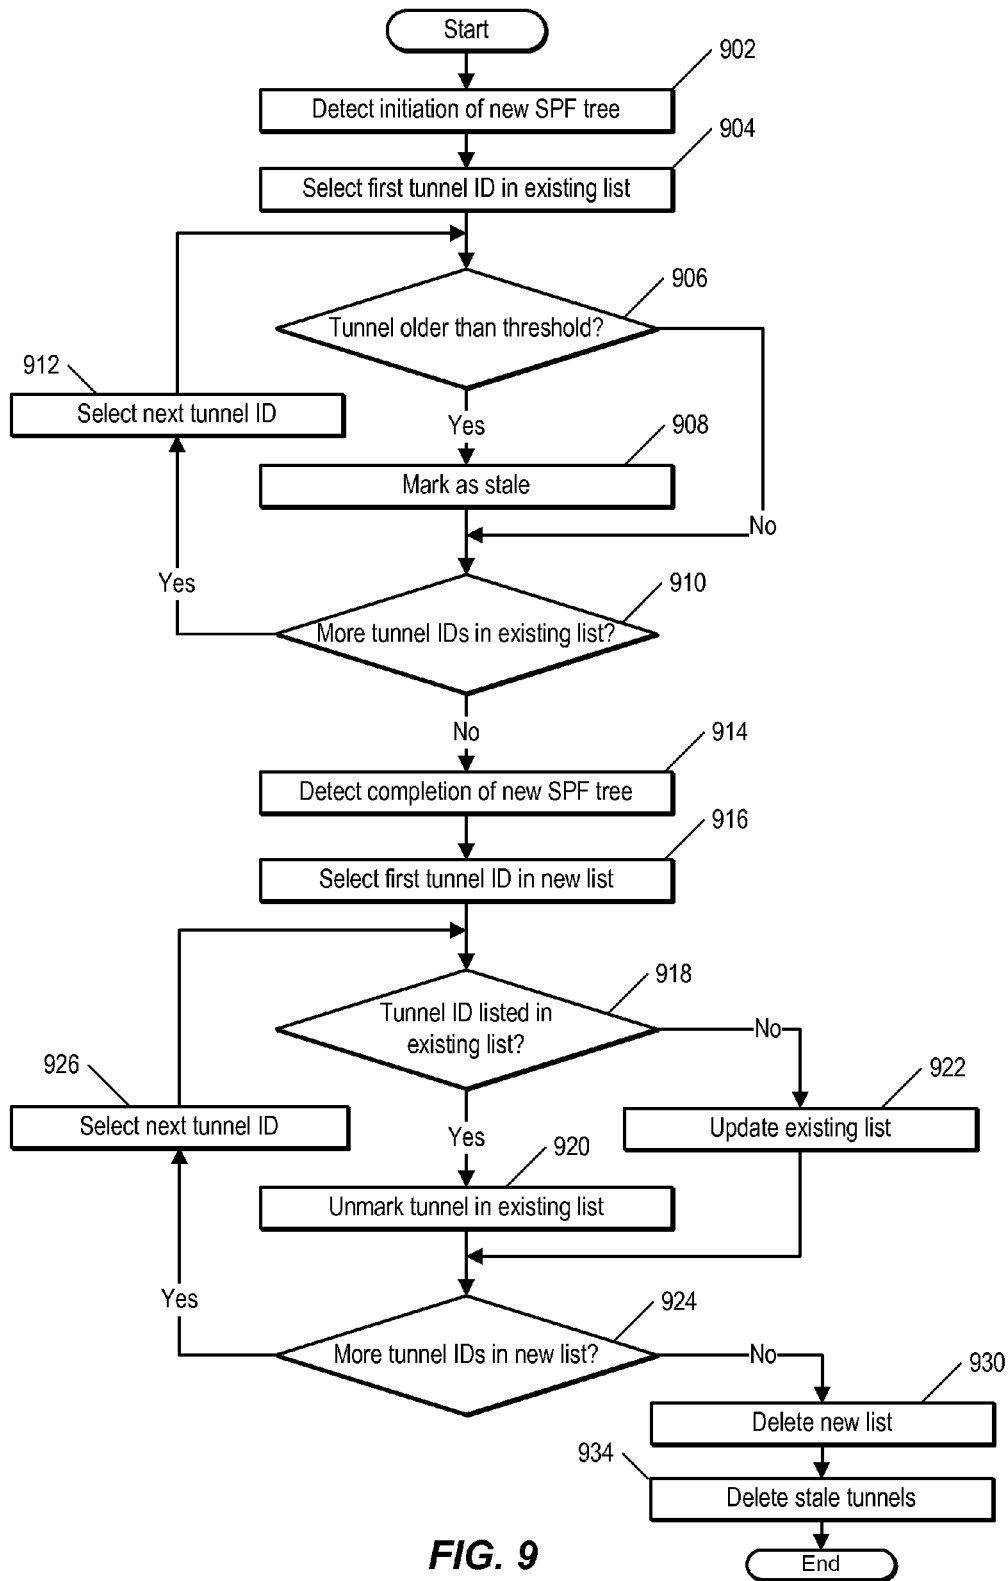 Start
902
Detect initiation of new SPF tree
904
Select first tunnel ID in existing list
906
Tunnel older than threshold?
912
Select next tunnel ID
Yes
908
Mark as stale
No
Yes
910
More tunnel IDs in existing list?
No
914
Detect completion of new SPF tree
916
Select first tunnel ID in new list
918
Tunnel ID listed in
existing list?
No
926
Select next tunnel ID
922
Update existing list
Yes
920
Unmark tunnel in existing list
Yes
924
More tunnel IDs in new list?
No
930
Delete new list
934
Delete stale tunnels
End
FIG. 9